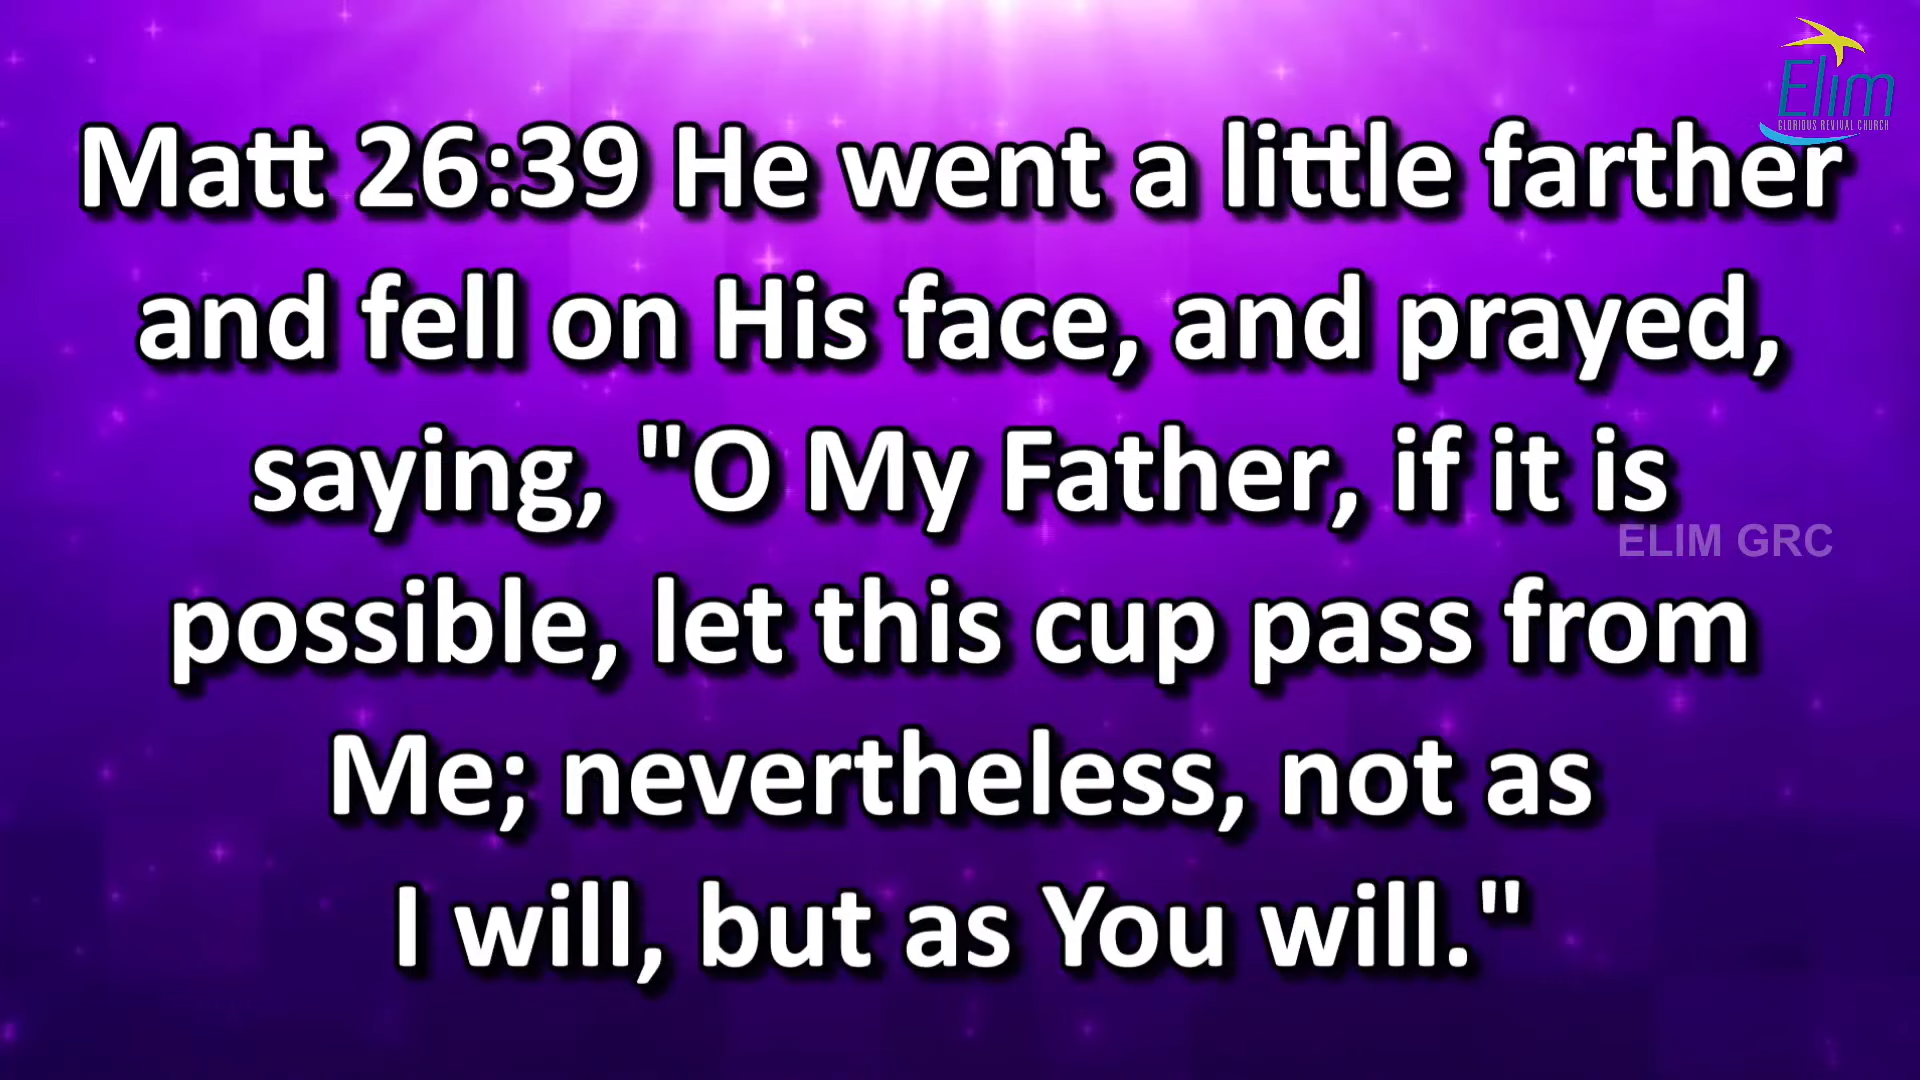 Elim
GLORIOUS REVIVAL CHURCH
Matt 26:39 He went a little farther
and fell on His face, and prayed,
saying, "O My Father, if it is
ELIM GRC
possible, let this cup pass from
Me; nevertheless, not as
I will, but as You will."